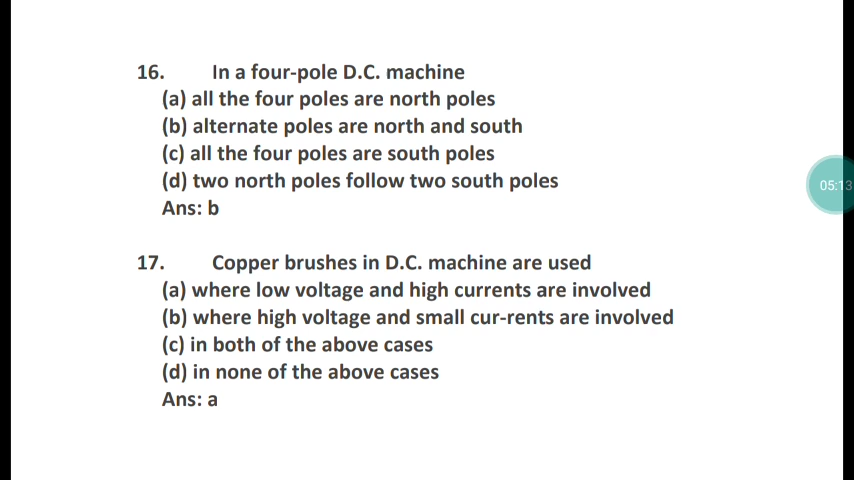 16. In a four-pole D.C. machine
(a) all the four poles are north poles
(b) alternate poles are north and south
(c) all the four poles are south poles
(d) two north poles follow two south poles
Ans: b
17. Copper brushes in D.C. machine are used
(a) where low voltage and high currents are involved
(b) where high voltage and small cur-rents are involved
(c) in both of the above cases
(d) in none of the above cases
Ans: a
05:13